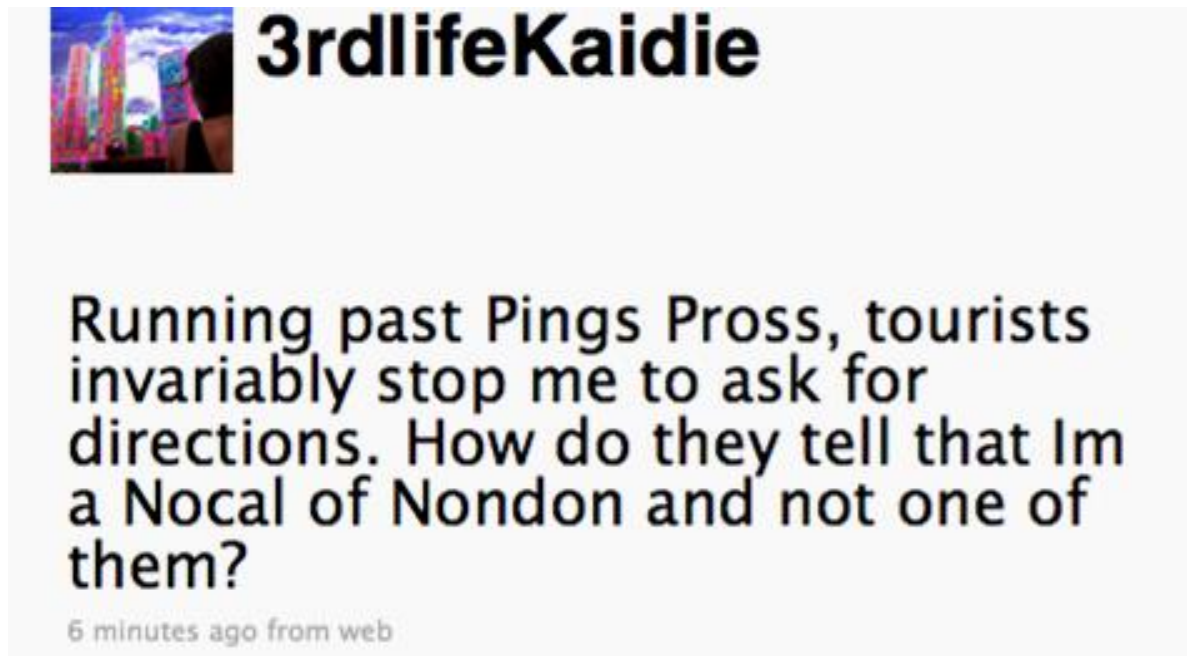 3rdlifeKaidie
Running past Pings Pross, tourists
invariably stop me to ask for
directions. How do they tell that Im
a Nocal of Nondon and not one of
them?
6 minutes ago from web